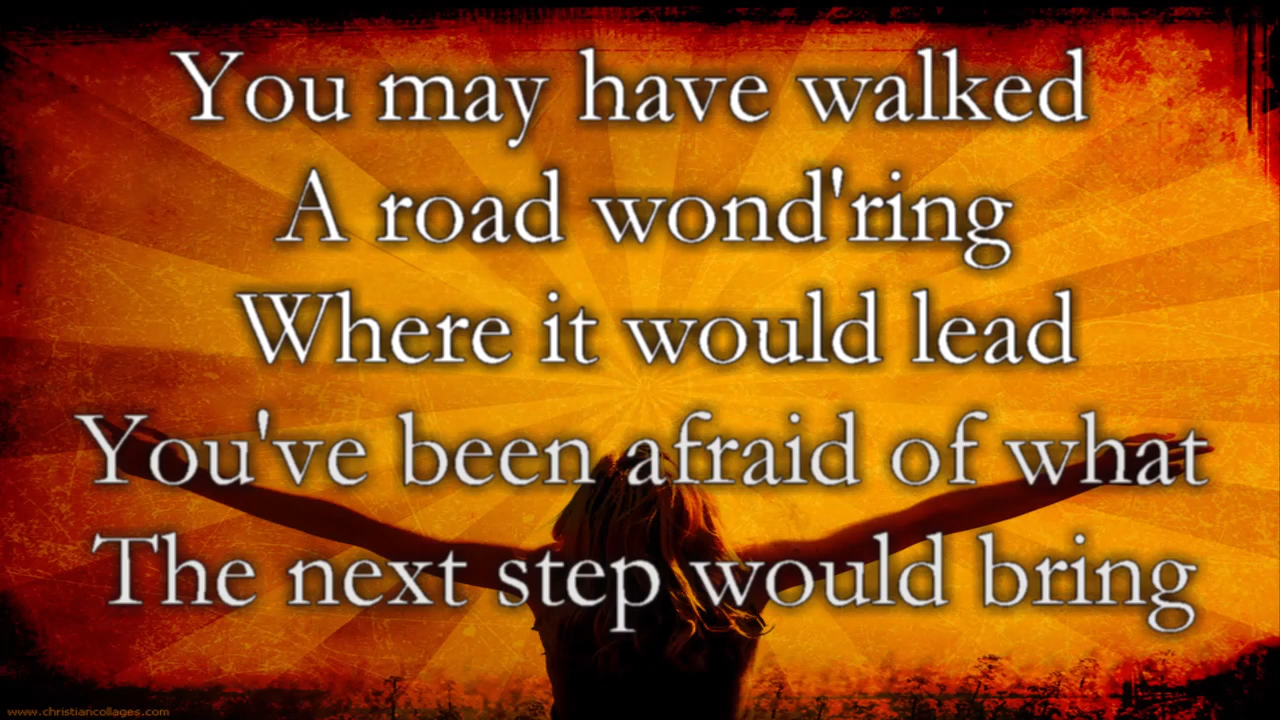 You may have walked
A road wond'ring
Where it would lead
You've been afraid of what
The next step would bring
www.christiancollages.com